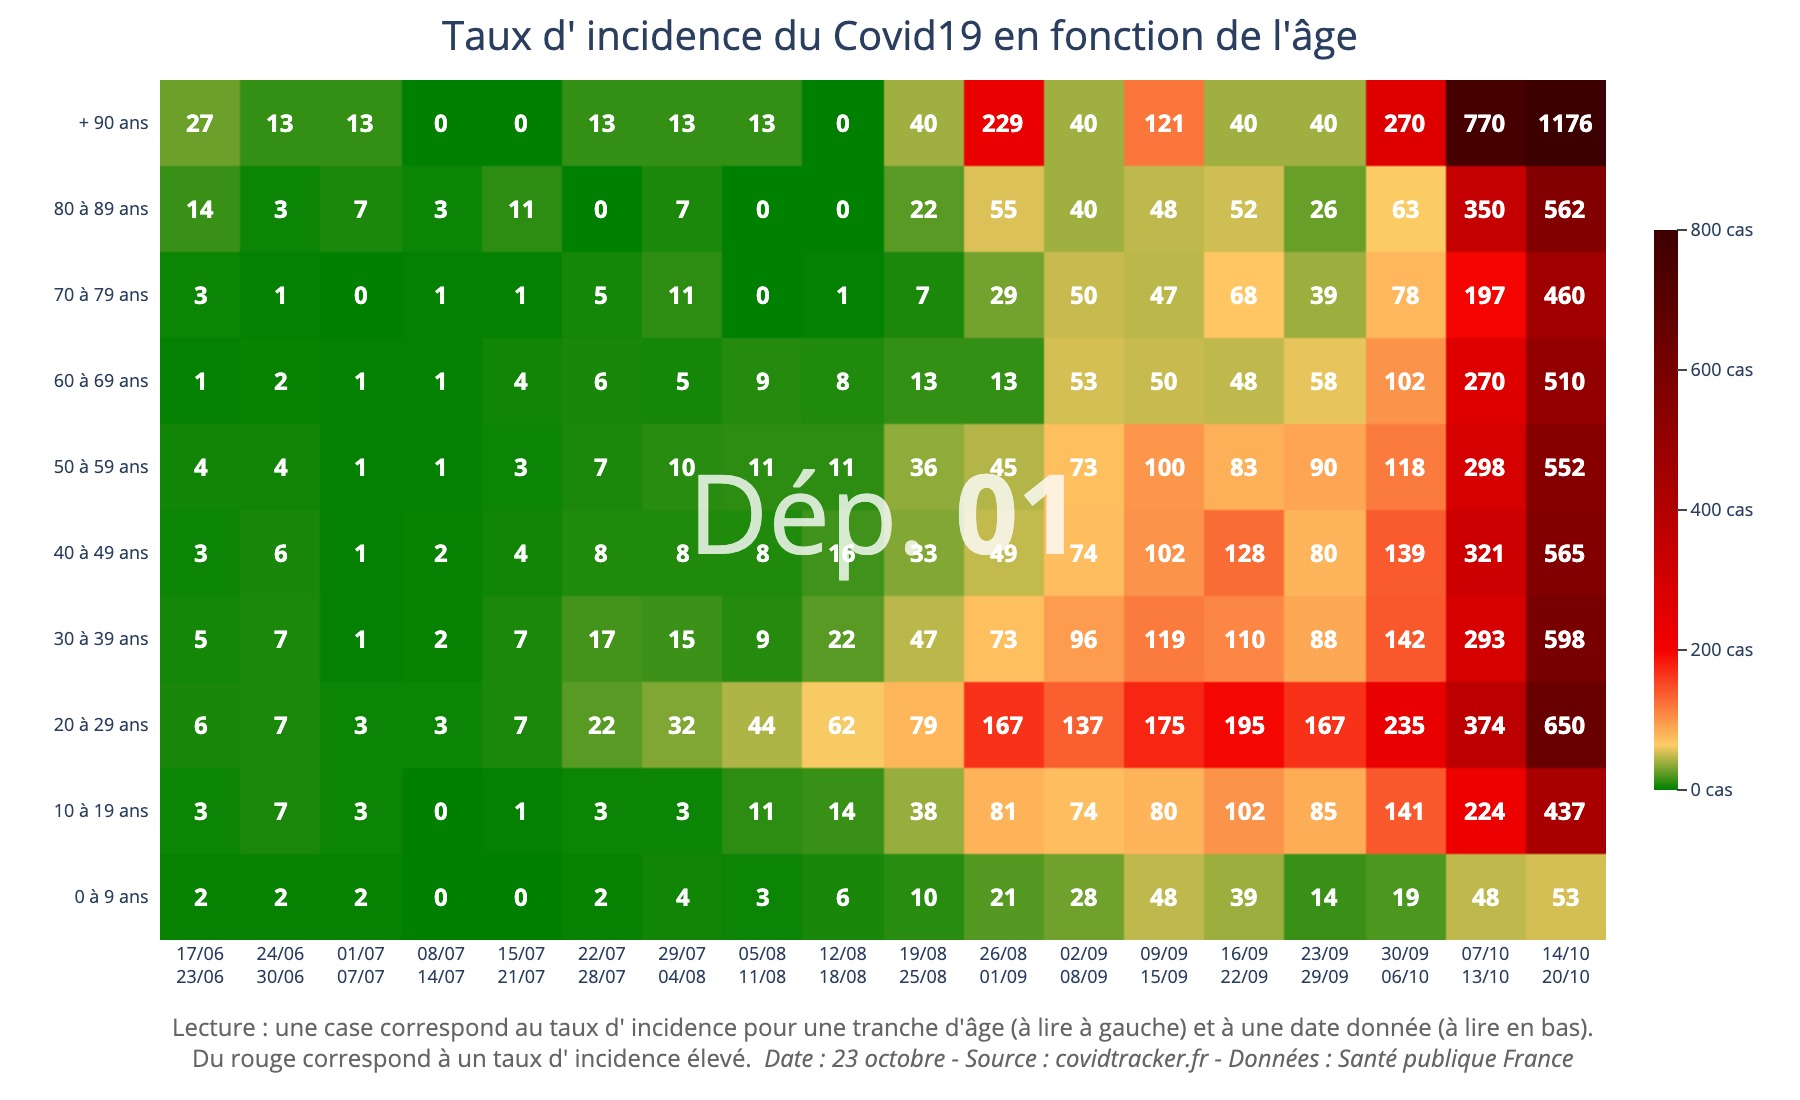 Taux d' incidence du Covid19 en fonction de l'âge
+ 90 ans 27 13 13 0 0 13 13 13 0 40 229 40 121 40 40 270 770 1176
80 à 89 ans 14 3 7 3 11 0 7 0 0 22 55 40 48 52 26 63 350 562
70 à 79 ans 3 1 0 1 1 5 11 0 1 7 29 50 47 68 39 78 197 460
60 à 69 ans 1 2 1 1 4 6 5 9 8 13 13 53 50 48 58 102 270 510
50 à 59 ans 4 4 1 1 3 7 10 11 11 36 45 73 100 83 90 118 298 552
Dép. 01
40 à 49 ans 3 6 1 2 4 8 8 8 16 33 49 74 102 128 80 139 321 565
30 à 39 ans 5 7 1 2 7 17 15 9 22 47 73 96 119 110 88 142 293 598
20 à 29 ans 6 7 3 3 7 22 32 44 62 79 167 137 175 195 167 235 374 650
10 à 19 ans 3 7 3 0 1 3 3 11 14 38 81 74 80 102 85 141 224 437
0 à 9 ans 2 2 2 0 0 2 4 3 6 10 21 28 48 39 14 19 48 53
17/06 24/06 01/07 08/07 15/07 22/07 29/07 05/08 12/08 19/08 26/08 02/09 09/09 16/09 23/09 30/09 07/10 14/10
23/06 30/06 07/07 14/07 21/07 28/07 04/08 11/08 18/08 25/08 01/09 08/09 15/09 22/09 29/09 06/10 13/10 20/10
800 cas
600 cas
400 cas
200 cas
0 cas
Lecture : une case correspond au taux d' incidence pour une tranche d'âge (à lire à gauche) et à une date donnée (à lire en bas).
Du rouge correspond à un taux d' incidence élevé. Date : 23 octobre - Source : covidtracker.fr - Données : Santé publique France